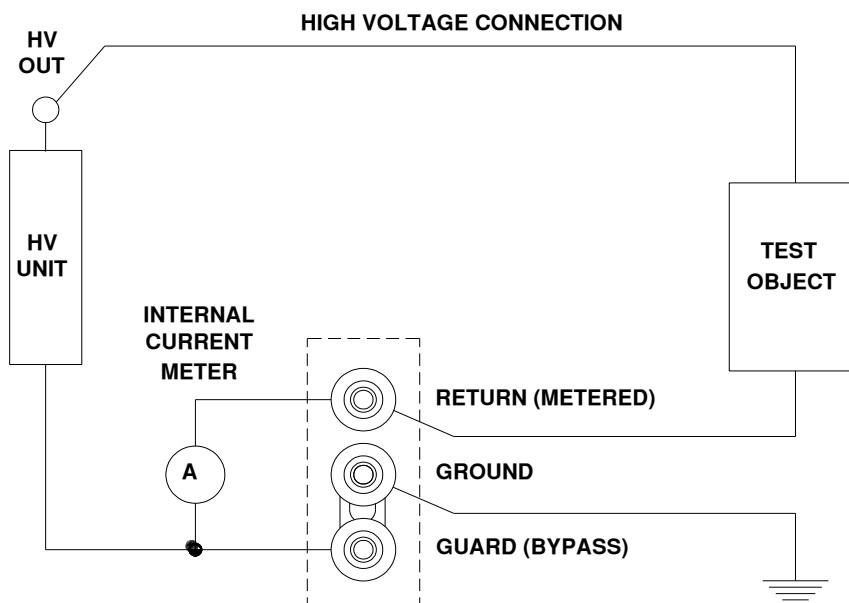 HIGH VOLTAGE CONNECTION
HV
OUT
HV
UNIT
TEST
OBJECT
INTERNAL
CURRENT
METER
RETURN (METERED)
A
GROUND
GUARD (BYPASS)